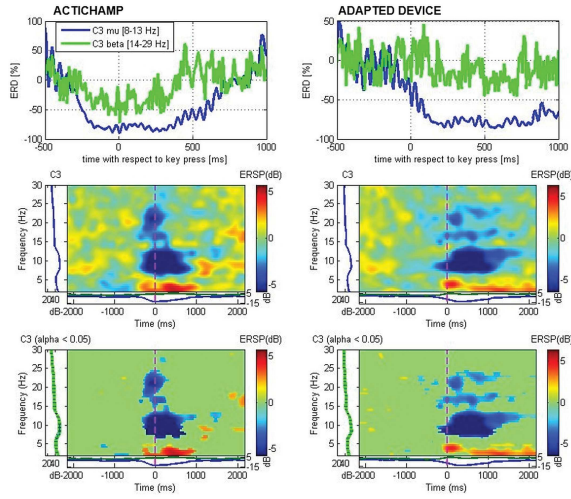 ACTICHAMP
ADAPTED DEVICE
100
50
0
-50
-100
ERD [%]
C3 mu [8-13 Hz]
C3 beta [14-29 Hz]
-500
0
500
1000
time with respect to key press [ms]
50
0
-50
-100
ERD [%]
-500
0
500
1000
time with respect to key press [ms]
C3
ERSP(dB)
30
25
20
15
10
5
Frequency (Hz)
5
0
-5
20 40
dB
5
-15
dB
-2000
-1000
0
1000
2000
Time (ms)
C3
ERSP(dB)
30
25
20
15
10
5
Frequency (Hz)
5
0
-5
20 40
dB
5
-15
dB
-2000
-1000
0
1000
2000
Time (ms)
C3 (alpha < 0.05)
ERSP(dB)
30
25
20
15
10
5
Frequency (Hz)
5
0
-5
20 40
dB
5
-15
dB
-2000
-1000
0
1000
2000
Time (ms)
C3 (alpha < 0.05)
ERSP(dB)
30
25
20
15
10
5
Frequency (Hz)
5
0
-5
20 40
dB
5
-15
dB
-2000
-1000
0
1000
2000
Time (ms)